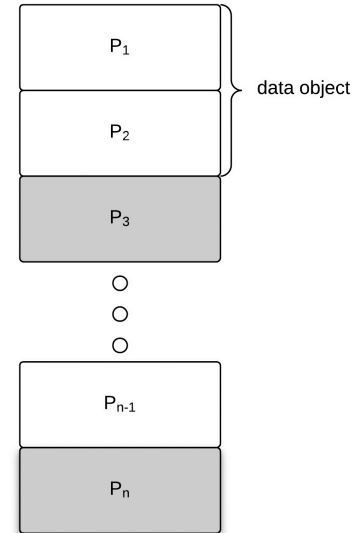 P₁
data object
P₂
P₃
Pₙ₋₁
Pₙ